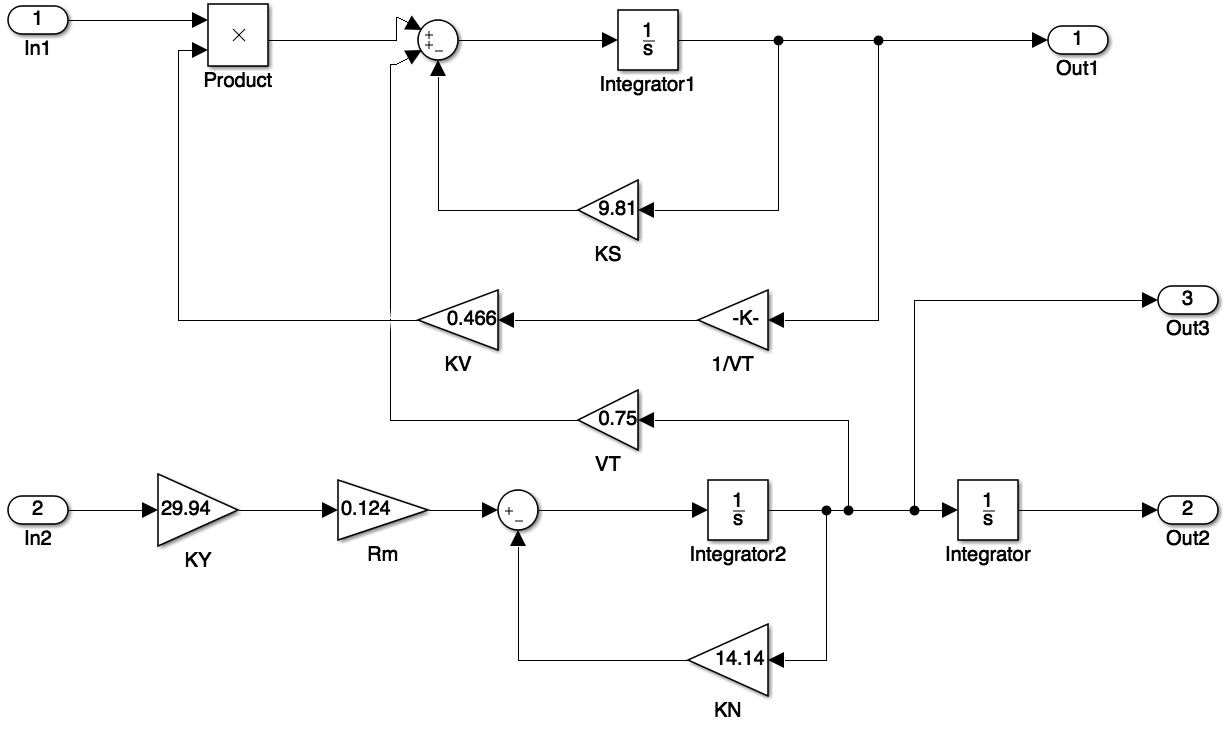 1
In1
×
Product
+
+
−
1
s
Integrator1
1
Out1
9.81
KS
0.466
KV
-K-
1/VT
3
Out3
0.75
VT
2
In2
29.94
KY
0.124
Rm
+
−
1
s
Integrator2
1
s
Integrator
2
Out2
14.14
KN